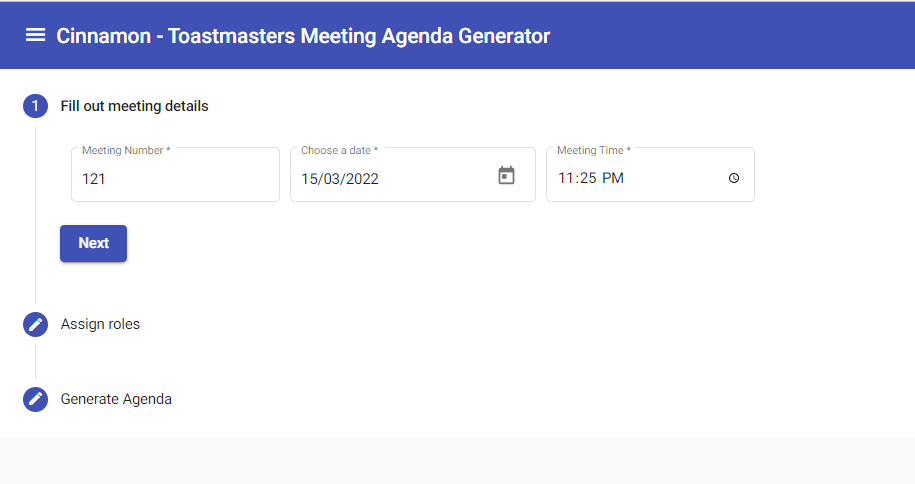 Cinnamon - Toastmasters Meeting Agenda Generator
1 Fill out meeting details
Meeting Number * Choose a date * Meeting Time *
121 15/03/2022 11:25 PM
Next
Assign roles
Generate Agenda